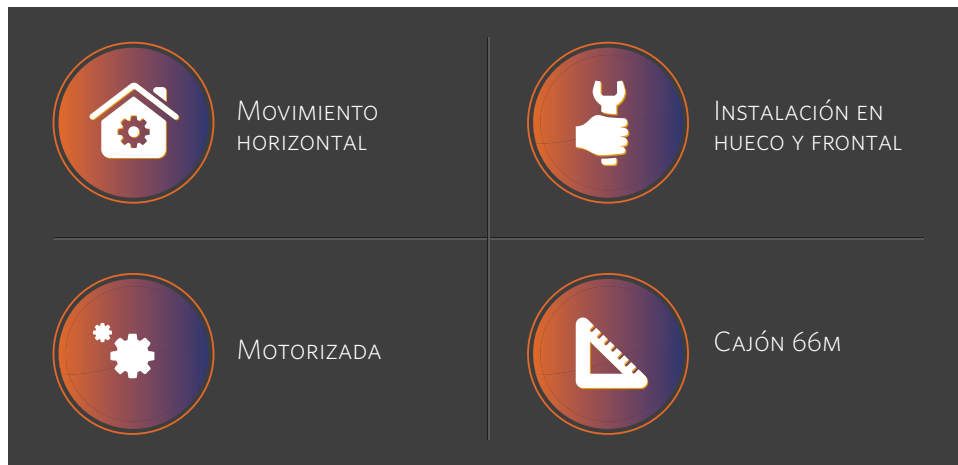 Movimiento
horizontal
Instalación en
hueco y frontal
Motorizada
Cajón 66m